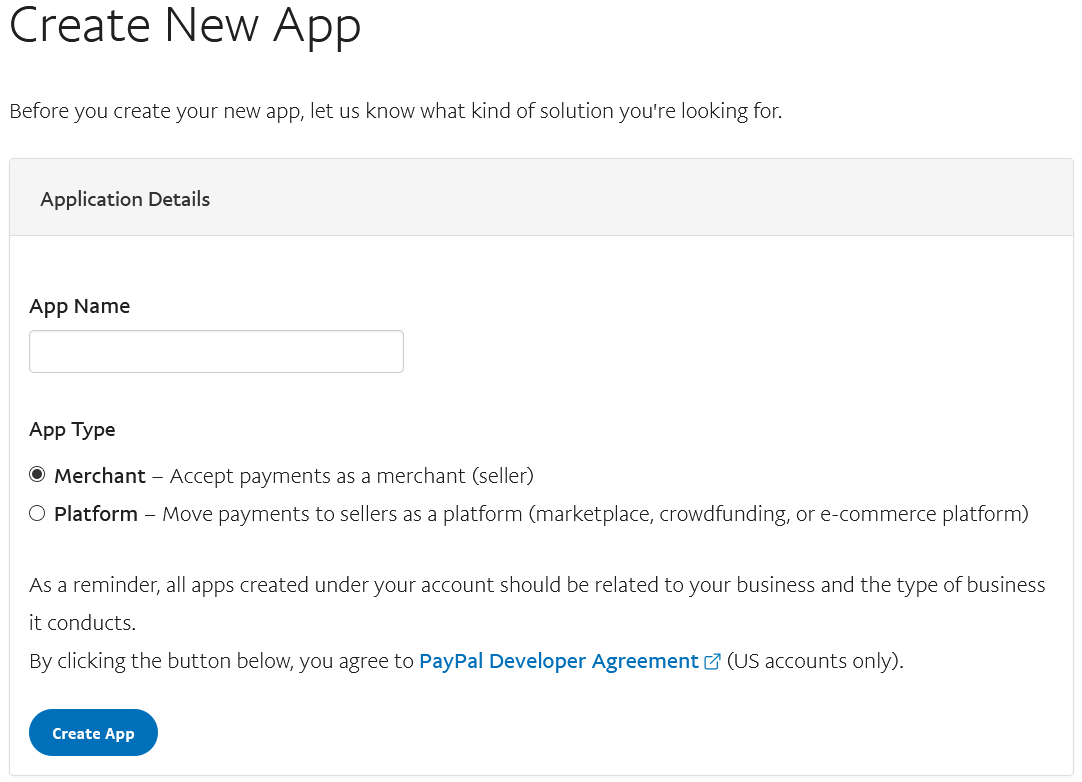 Create New App
Before you create your new app, let us know what kind of solution you're looking for.
Application Details
App Name
App Type
Merchant – Accept payments as a merchant (seller)
Platform – Move payments to sellers as a platform (marketplace, crowdfunding, or e-commerce platform)
As a reminder, all apps created under your account should be related to your business and the type of business
it conducts.
By clicking the button below, you agree to PayPal Developer Agreement (US accounts only).
Create App